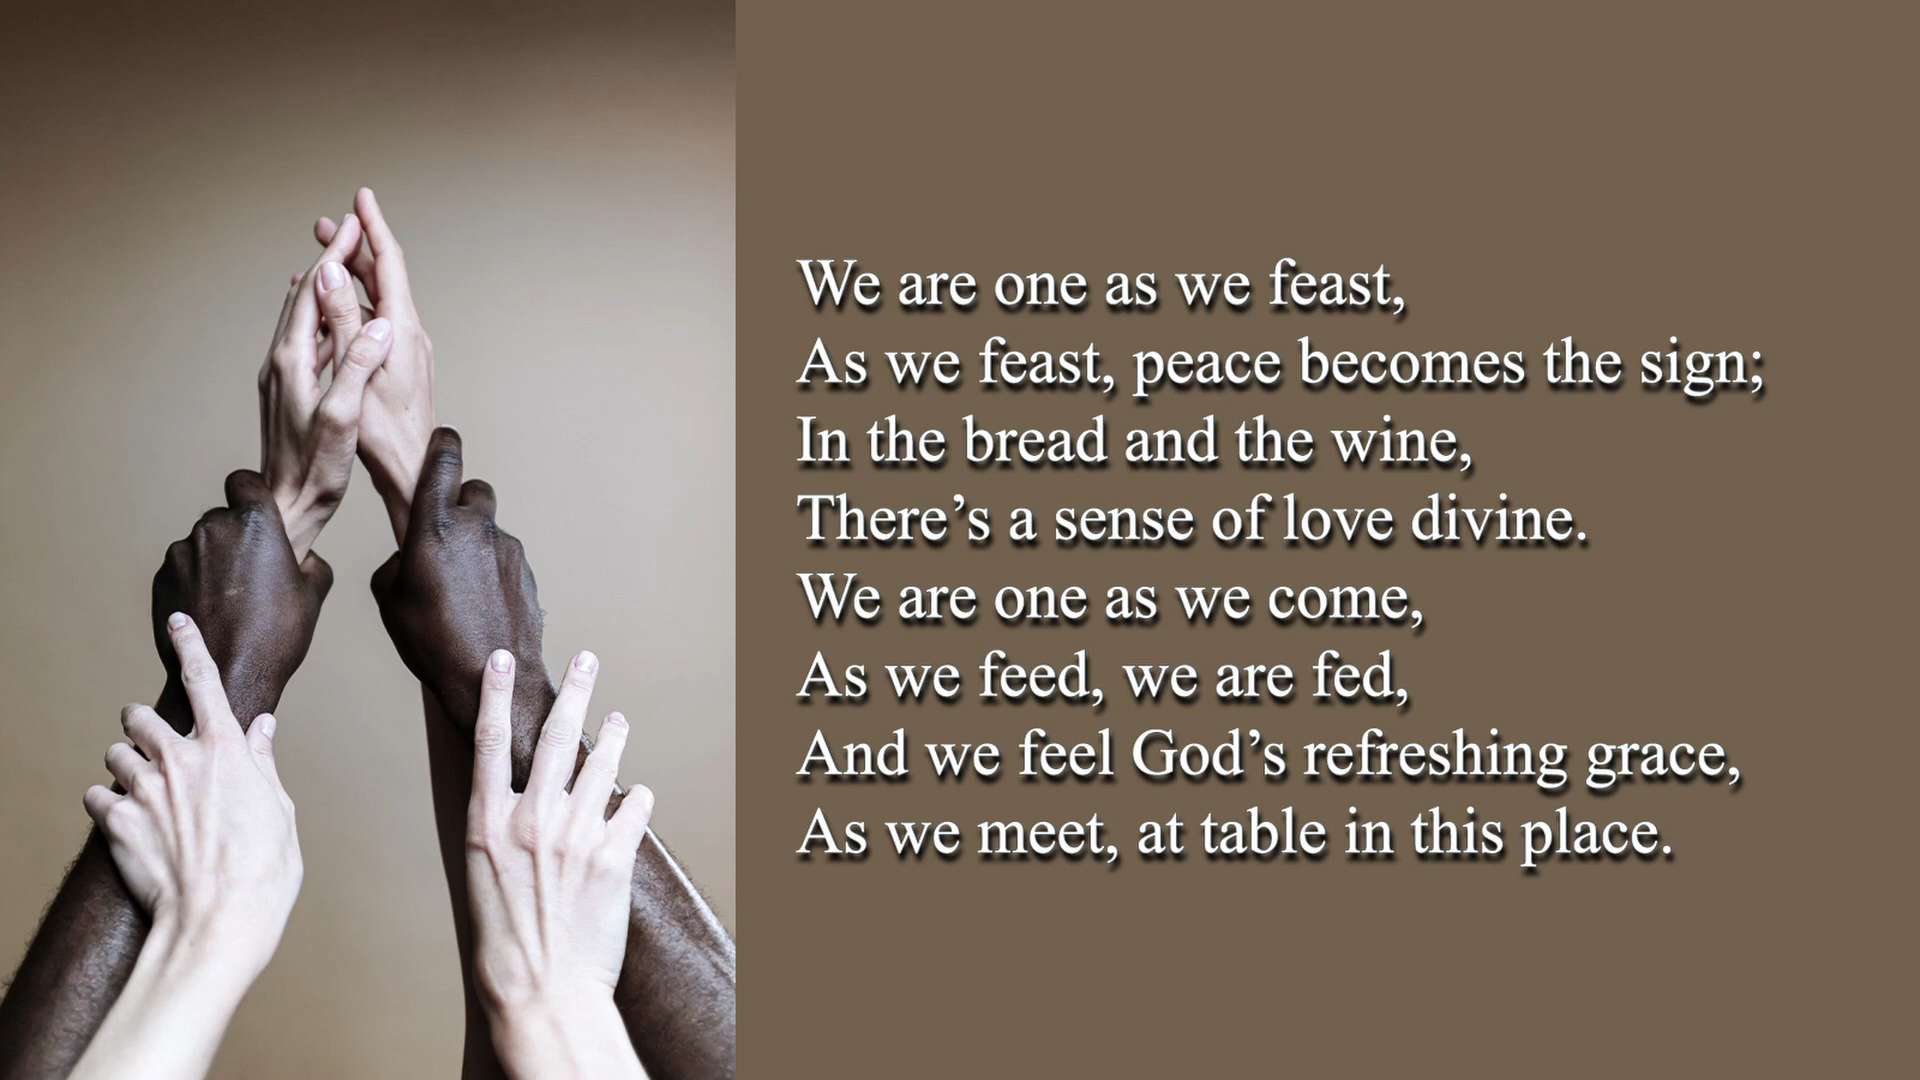 We are one as we feast,
As we feast, peace becomes the sign;
In the bread and the wine,
There’s a sense of love divine.
We are one as we come,
As we feed, we are fed,
And we feel God’s refreshing grace,
As we meet, at table in this place.